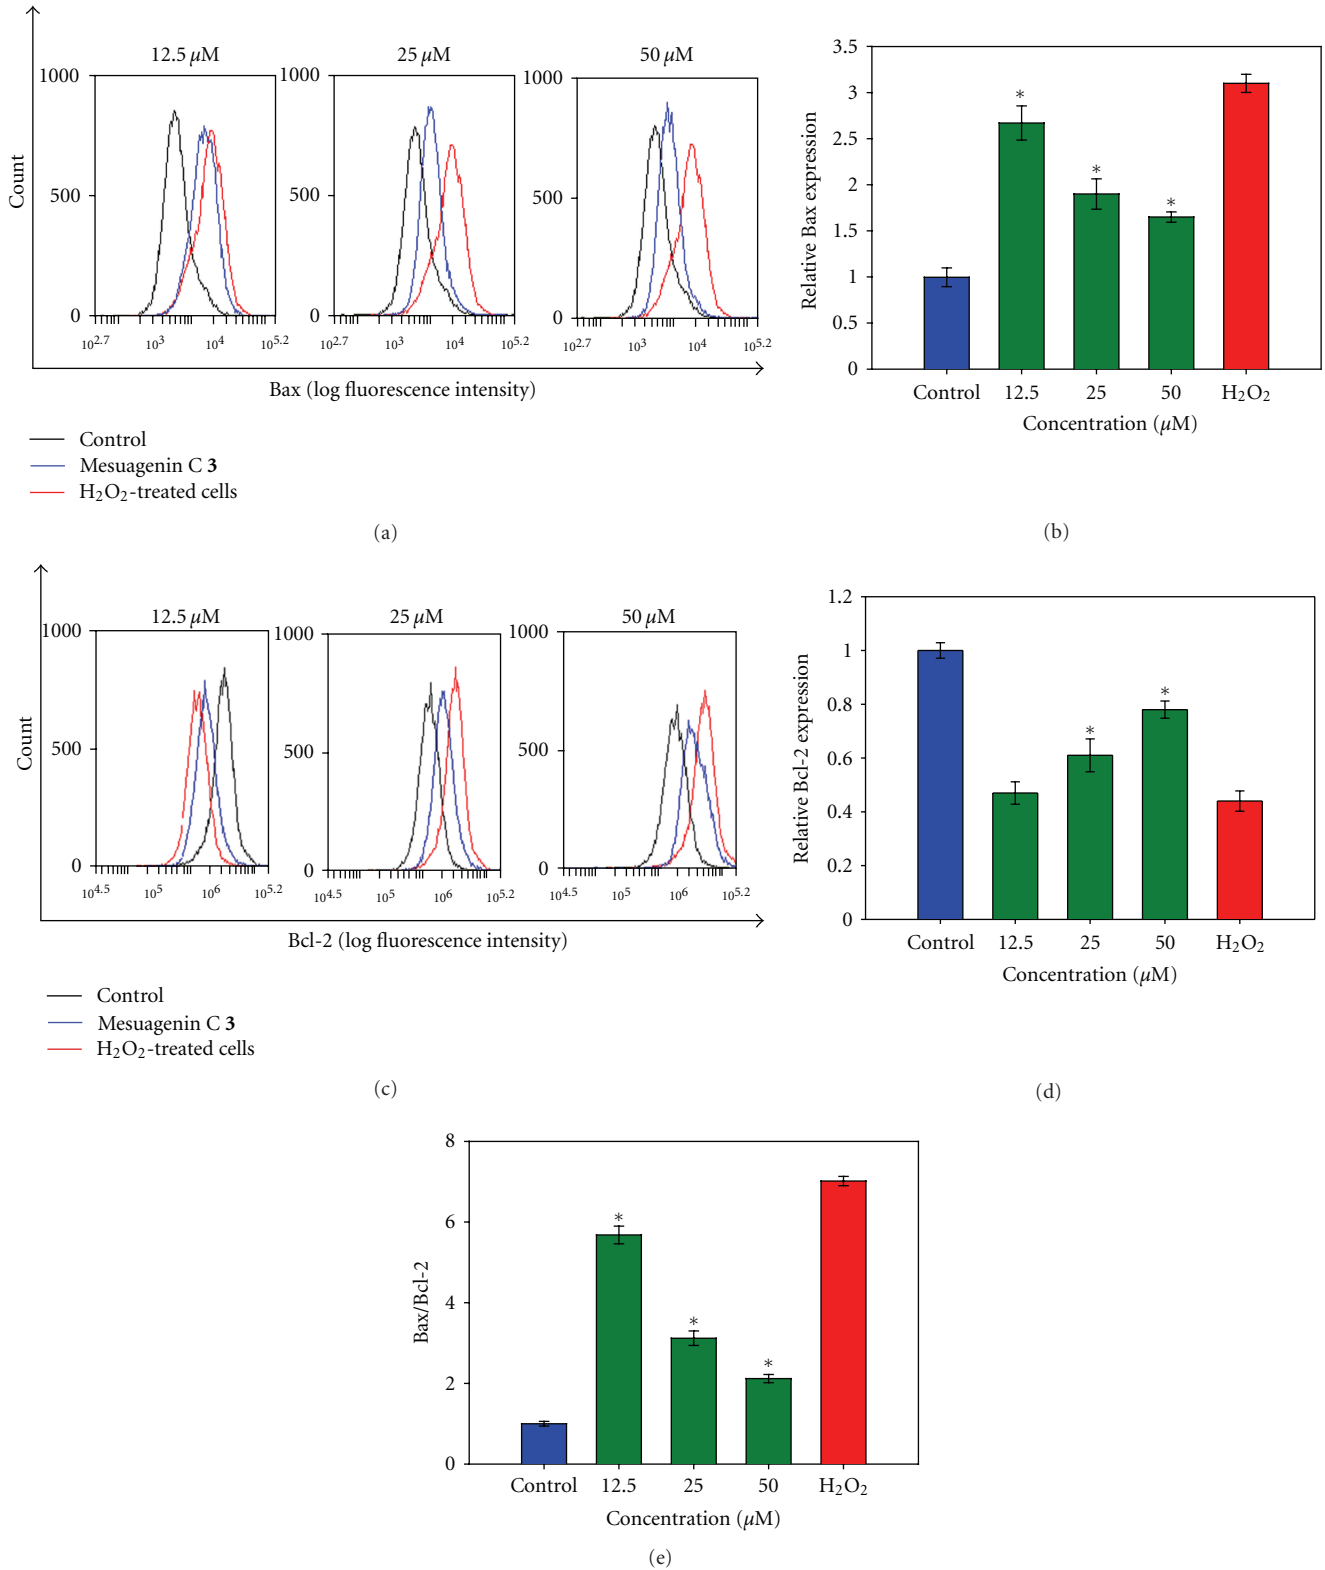 12.5 μM 25 μM 50 μM
1000 1000 1000
500 500 500
0 0 0
10^2.7 10^3 10^4 10^5.2 10^2.7 10^3 10^4 10^5.2 10^2.7 10^3 10^4 10^5.2
Count
Bax (log fluorescence intensity)
Control
Mesuagenin C 3
H₂O₂-treated cells
(a)
3.5
3
2.5
2
1.5
1
0.5
0
Relative Bax expression
* * *
Control 12.5 25 50 H₂O₂
Concentration (μM)
(b)
12.5 μM 25 μM 50 μM
1000 1000 1000
500 500 500
0 0 0
10^4.5 10^5 10^6 10^5.2 10^4.5 10^5 10^6 10^5.2 10^4.5 10^5 10^6 10^5.2
Count
Bcl-2 (log fluorescence intensity)
Control
Mesuagenin C 3
H₂O₂-treated cells
(c)
1.2
1
0.8
0.6
0.4
0.2
0
Relative Bcl-2 expression
* *
Control 12.5 25 50 H₂O₂
Concentration (μM)
(d)
8
6
4
2
0
Bax/Bcl-2
* * *
Control 12.5 25 50 H₂O₂
Concentration (μM)
(e)